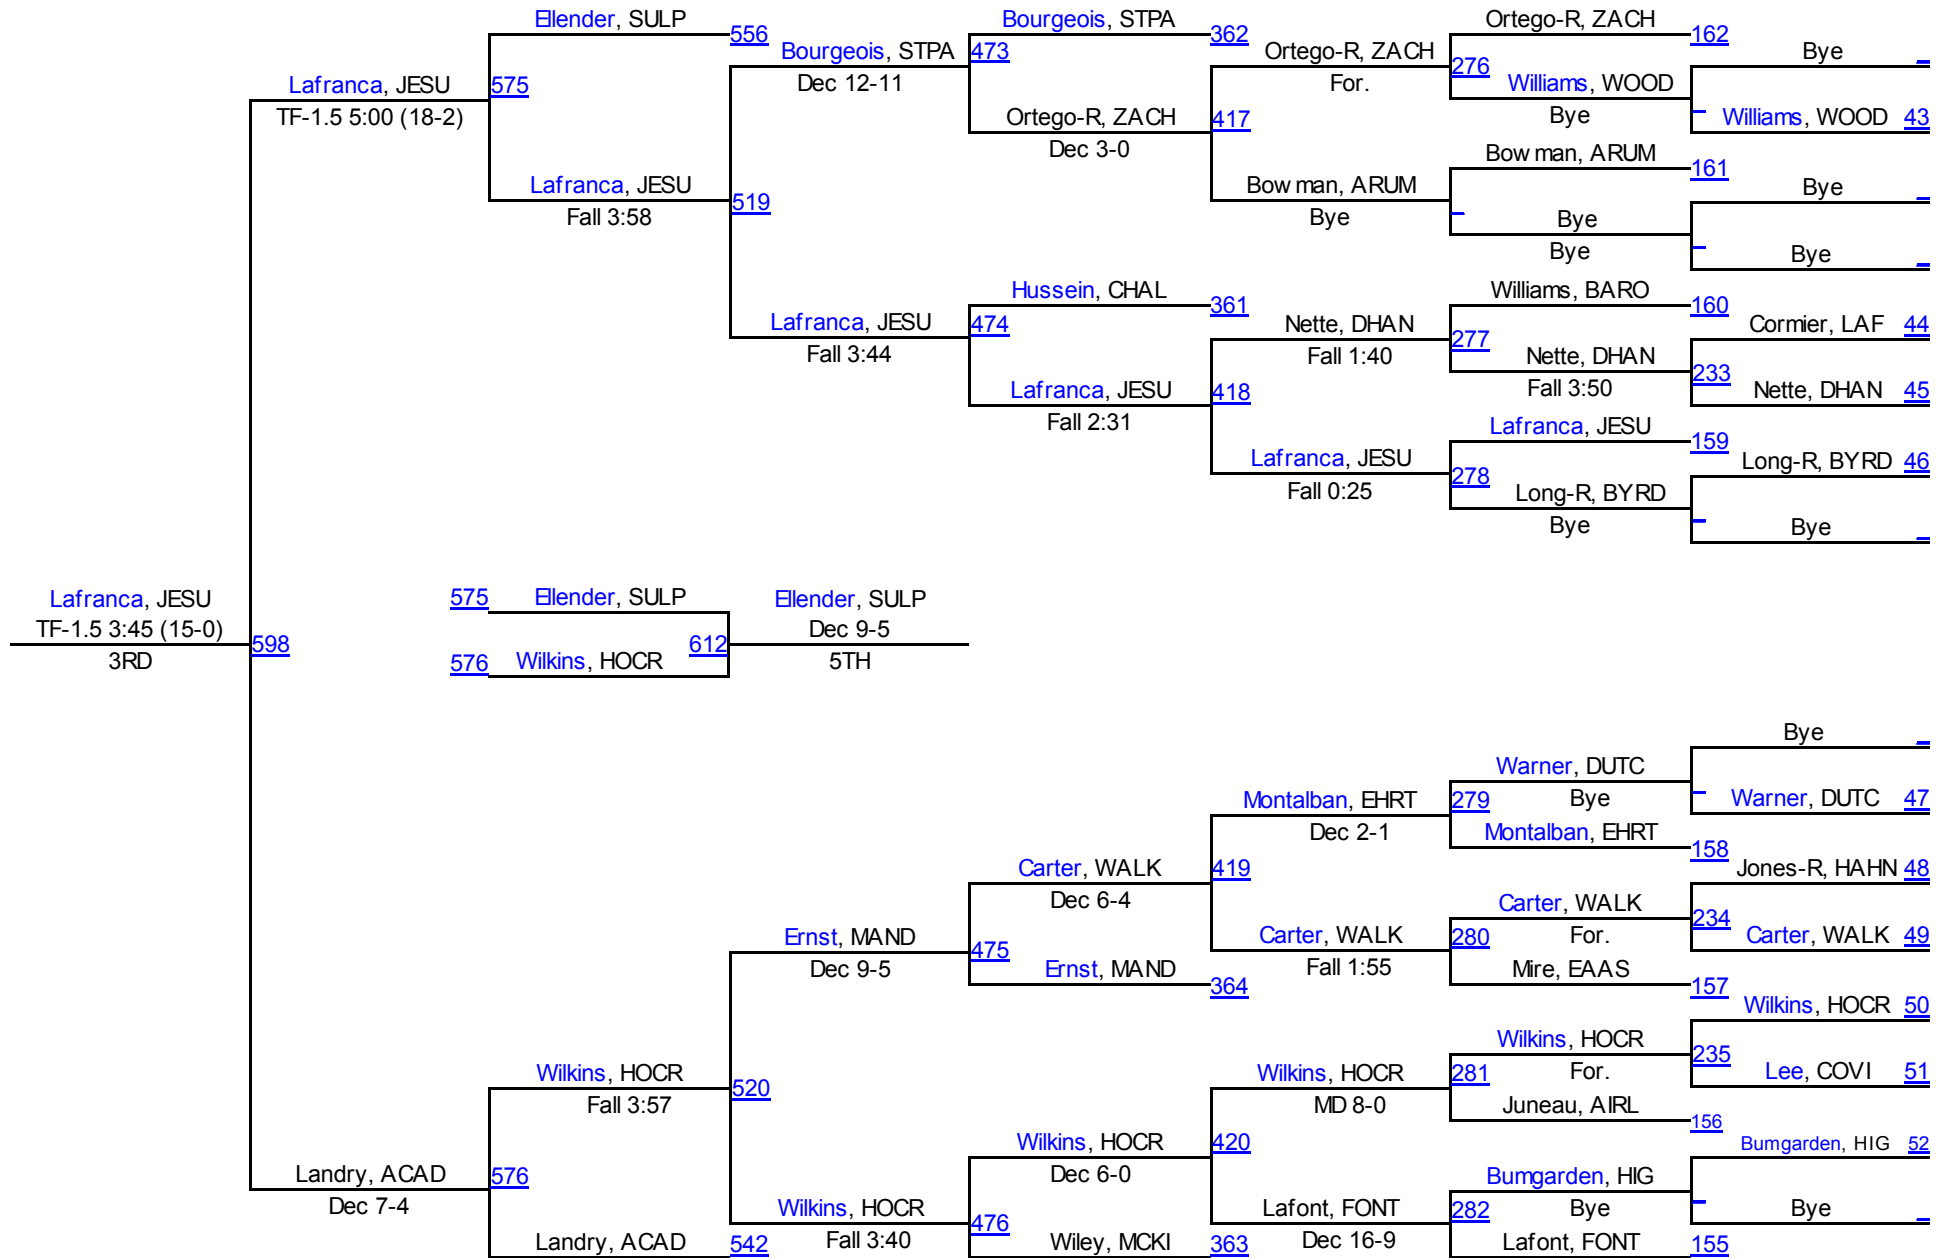 Ellender, SULP
556
Bourgeois, STPA
362
Ortego-R, ZACH
162
Bye
Bourgeois, STPA
473
Ortego-R, ZACH
276
Williams, WOOD
Lafranca, JESU
575
Dec 12-11
For.
TF-1.5 5:00 (18-2)
Ortego-R, ZACH
417
Bye
Williams, WOOD 43
Dec 3-0
Bowman, ARUM
161
Lafranca, JESU
519
Bowman, ARUM
Bye
Fall 3:58
Bye
Bye
Bye
Bye
Hussein, CHAL
361
Williams, BARO
160
Lafranca, JESU
474
Nette, DHAN
277
Cormier, LAF 44
Fall 3:44
Fall 1:40
Nette, DHAN
233
Lafranca, JESU
418
Fall 3:50
Nette, DHAN 45
Fall 2:31
Lafranca, JESU
159
Lafranca, JESU
278
Long-R, BYRD 46
Fall 0:25
Long-R, BYRD
Bye
Bye
Lafranca, JESU
575
Ellender, SULP
Ellender, SULP
TF-1.5 3:45 (15-0)
598
612
Dec 9-5
3RD
576
Wilkins, HOCR
5TH
Bye
Warner, DUTC
Montalban, EHRT
279
Bye
Warner, DUTC 47
Dec 2-1
Montalban, EHRT
158
Carter, WALK
419
Jones-R, HAHN 48
Dec 6-4
Carter, WALK
234
Ernst, MAND
475
Carter, WALK
280
For.
Carter, WALK 49
Dec 9-5
Ernst, MAND
364
Fall 1:55
Mire, EAAS
157
Wilkins, HOCR 50
Wilkins, HOCR
235
Wilkins, HOCR
520
Wilkins, HOCR
281
For.
Lee, COVI 51
Fall 3:57
MD 8-0
Juneau, AIRL
156
Wilkins, HOCR
420
Bumgarden, HIG 52
Landry, ACAD
576
Dec 6-0
Bumgarden, HIG
Dec 7-4
Wilkins, HOCR
476
Lafont, FONT
282
Bye
Bye
Landry, ACAD
542
Fall 3:40
Wiley, MCKI
363
Dec 16-9
Lafont, FONT
155